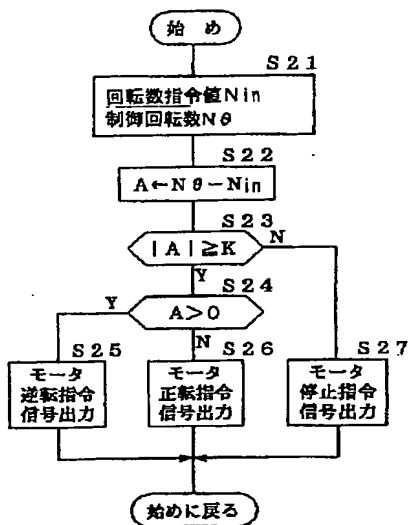 始め
S21
回転数指令値Nin
制御回転数Nθ
S22
A←Nθ−Nin
S23
|A|≧K
N
Y
S24
Y
A>0
N
S25
モータ
逆転指令
信号出力
S26
モータ
正転指令
信号出力
S27
モータ
停止指令
信号出力
始めに戻る